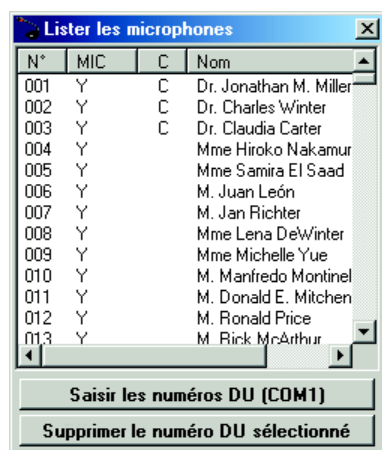 Lister les microphones
N° MIC C Nom
001 Y C Dr. Jonathan M. Miller
002 Y C Dr. Charles Winter
003 Y C Dr. Claudia Carter
004 Y Mme Hiroko Nakamur
005 Y Mme Samira El Saad
006 Y M. Juan León
007 Y M. Jan Richter
008 Y Mme Lena DeWinter
009 Y Mme Michelle Yue
010 Y M. Manfredo Montinel
011 Y M. Donald E. Mitchen
012 Y M. Ronald Price
013 Y M. Rick McArthur
Saisir les numéros DU (COM1)
Supprimer le numéro DU sélectionné